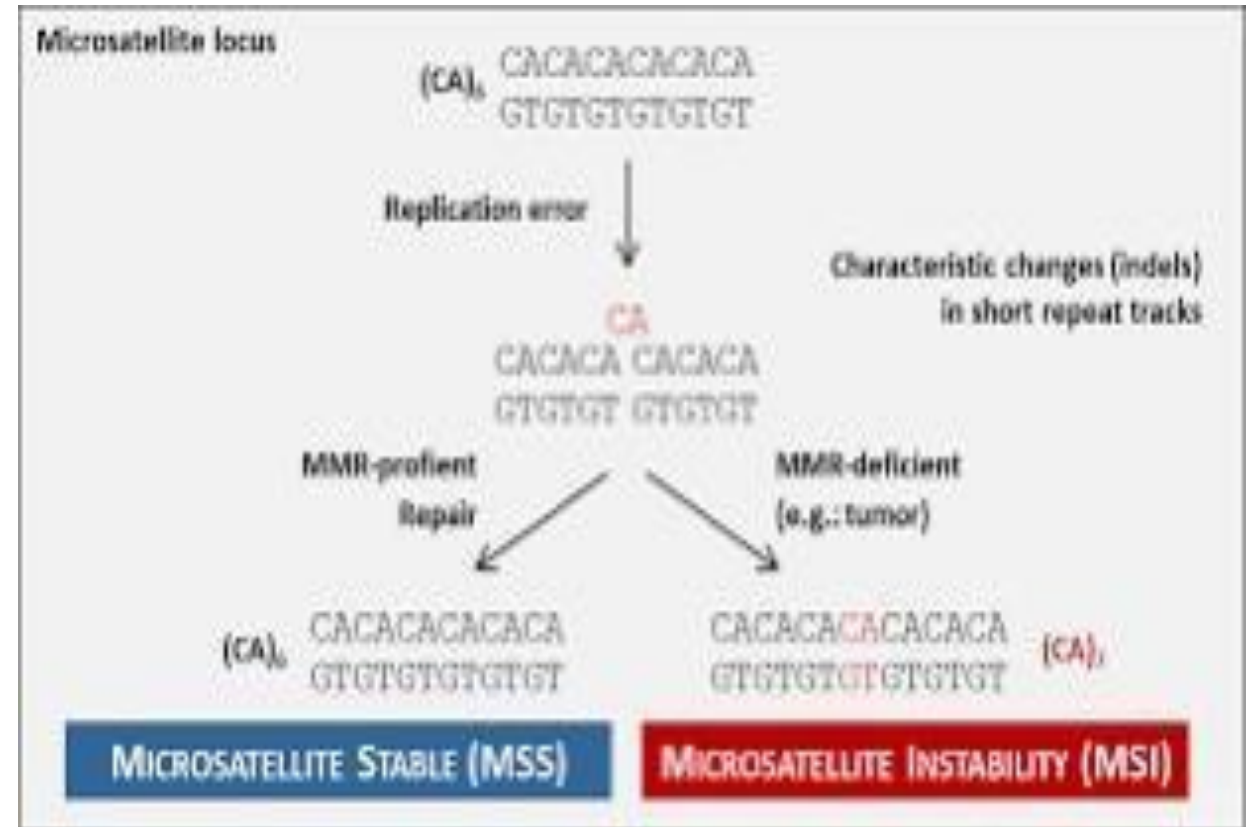 Microsatellite locus
(CA)₆ CACACACACACA
GTGTGTGTGTGT
Replication error
Characteristic changes (indels)
in short repeat tracks
CA
CACACA CACACA
GTGTGT GTGTGT
MMR-profient
Repair
MMR-deficient
(e.g.: tumor)
(CA)₆ CACACACACACA
GTGTGTGTGTGT
CACACACACACACA
GTGTGTGTGTGTGT (CA)₇
MICROSATELLITE STABLE (MSS)
MICROSATELLITE INSTABILITY (MSI)